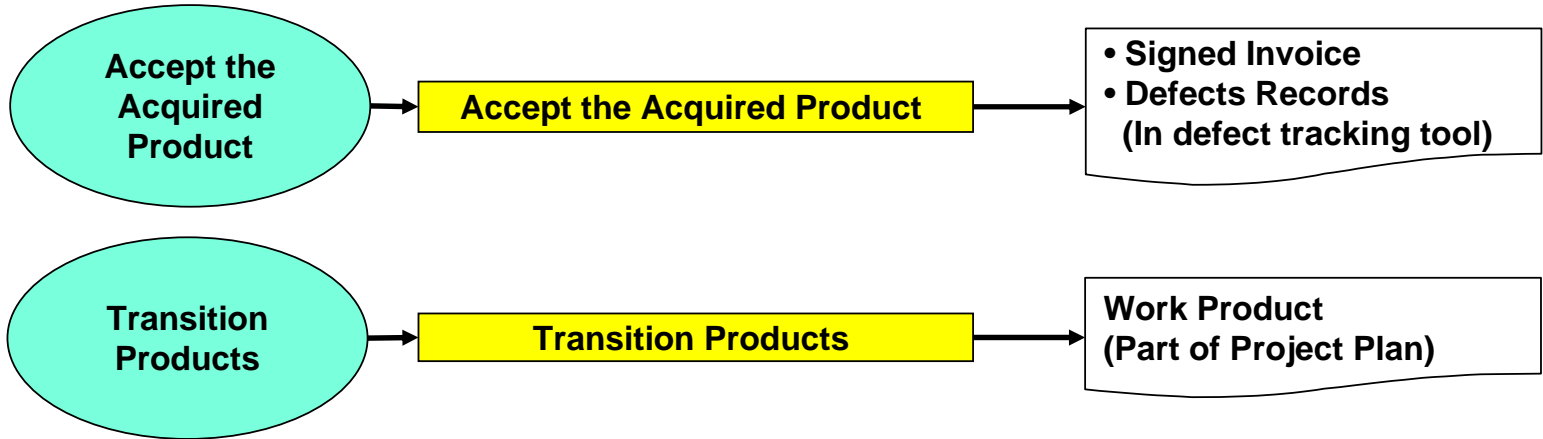 Accept the
Acquired
Product
Accept the Acquired Product
• Signed Invoice
• Defects Records
(In defect tracking tool)
Transition
Products
Transition Products
Work Product
(Part of Project Plan)